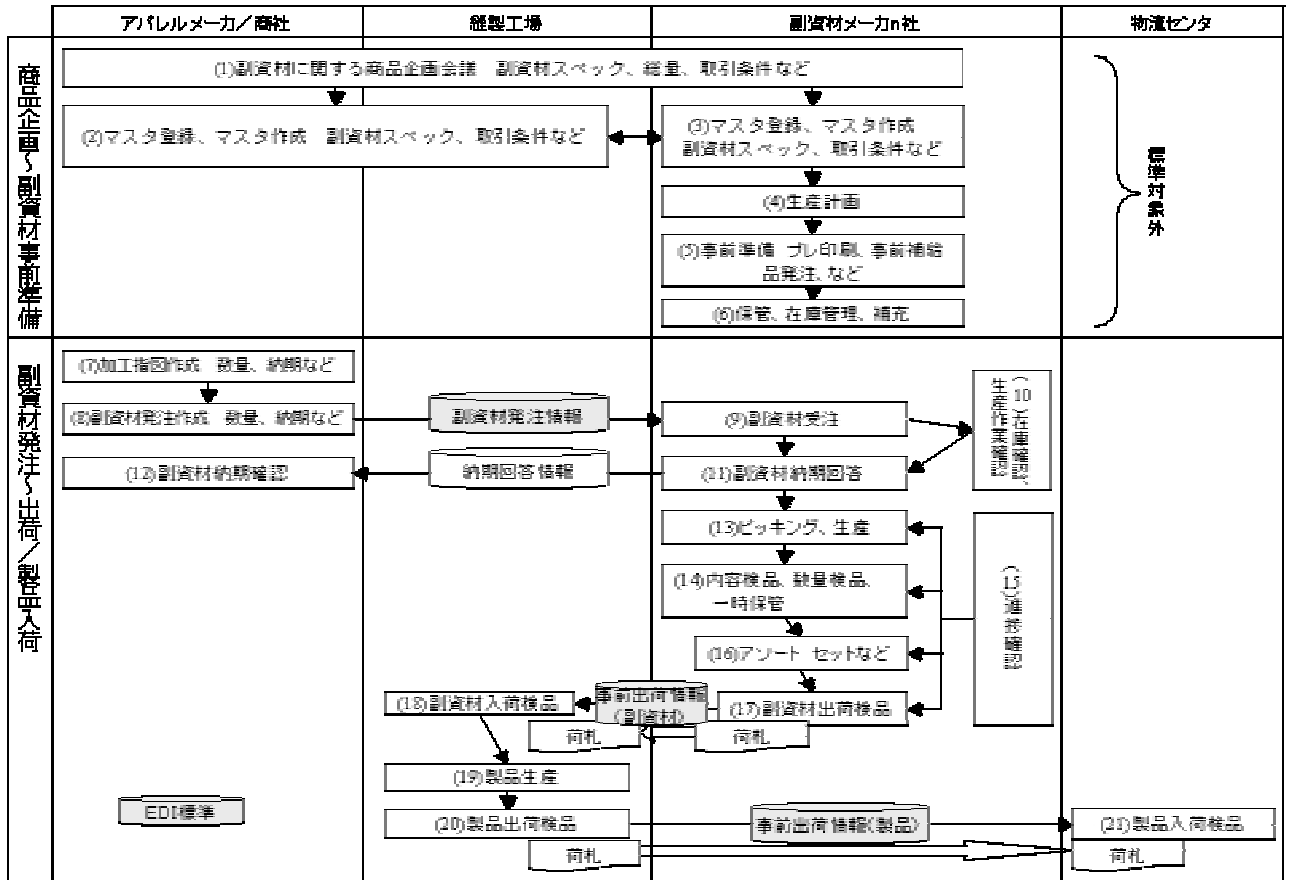 アパレルメーカ／商社
縫製工場
副資材メーカn社
物流センタ
商品企画～副資材事前準備
(1)副資材に関する商品企画会議　副資材スペック、総量、取引条件など
(2)マスタ登録、マスタ作成　副資材スペック、取引条件など
(3)マスタ登録、マスタ作成
副資材スペック、取引条件など
(4)生産計画
(5)事前準備 プレ印刷、事前補給
品発注、など
(6)保管、在庫管理、補充
標準対象外
副資材発注～出荷／製品入荷
(7)加工指図作成　数量、納期など
(8)副資材発注作成　数量、納期など
副資材発注情報
(9)副資材受注
(10)在庫確認、
生産作業確認
(12)副資材納期確認
納期回答情報
(11)副資材納期回答
(13)ピッキング、生産
(14)内容検品、数量検品、
一時保管
(15)進捗確認
(16)アソート セットなど
(18)副資材入荷検品
事前出荷情報
(副資材)
(17)副資材出荷検品
荷札
荷札
(19)製品生産
EDI標準
(20)製品出荷検品
事前出荷情報(製品)
(21)製品入荷検品
荷札
荷札